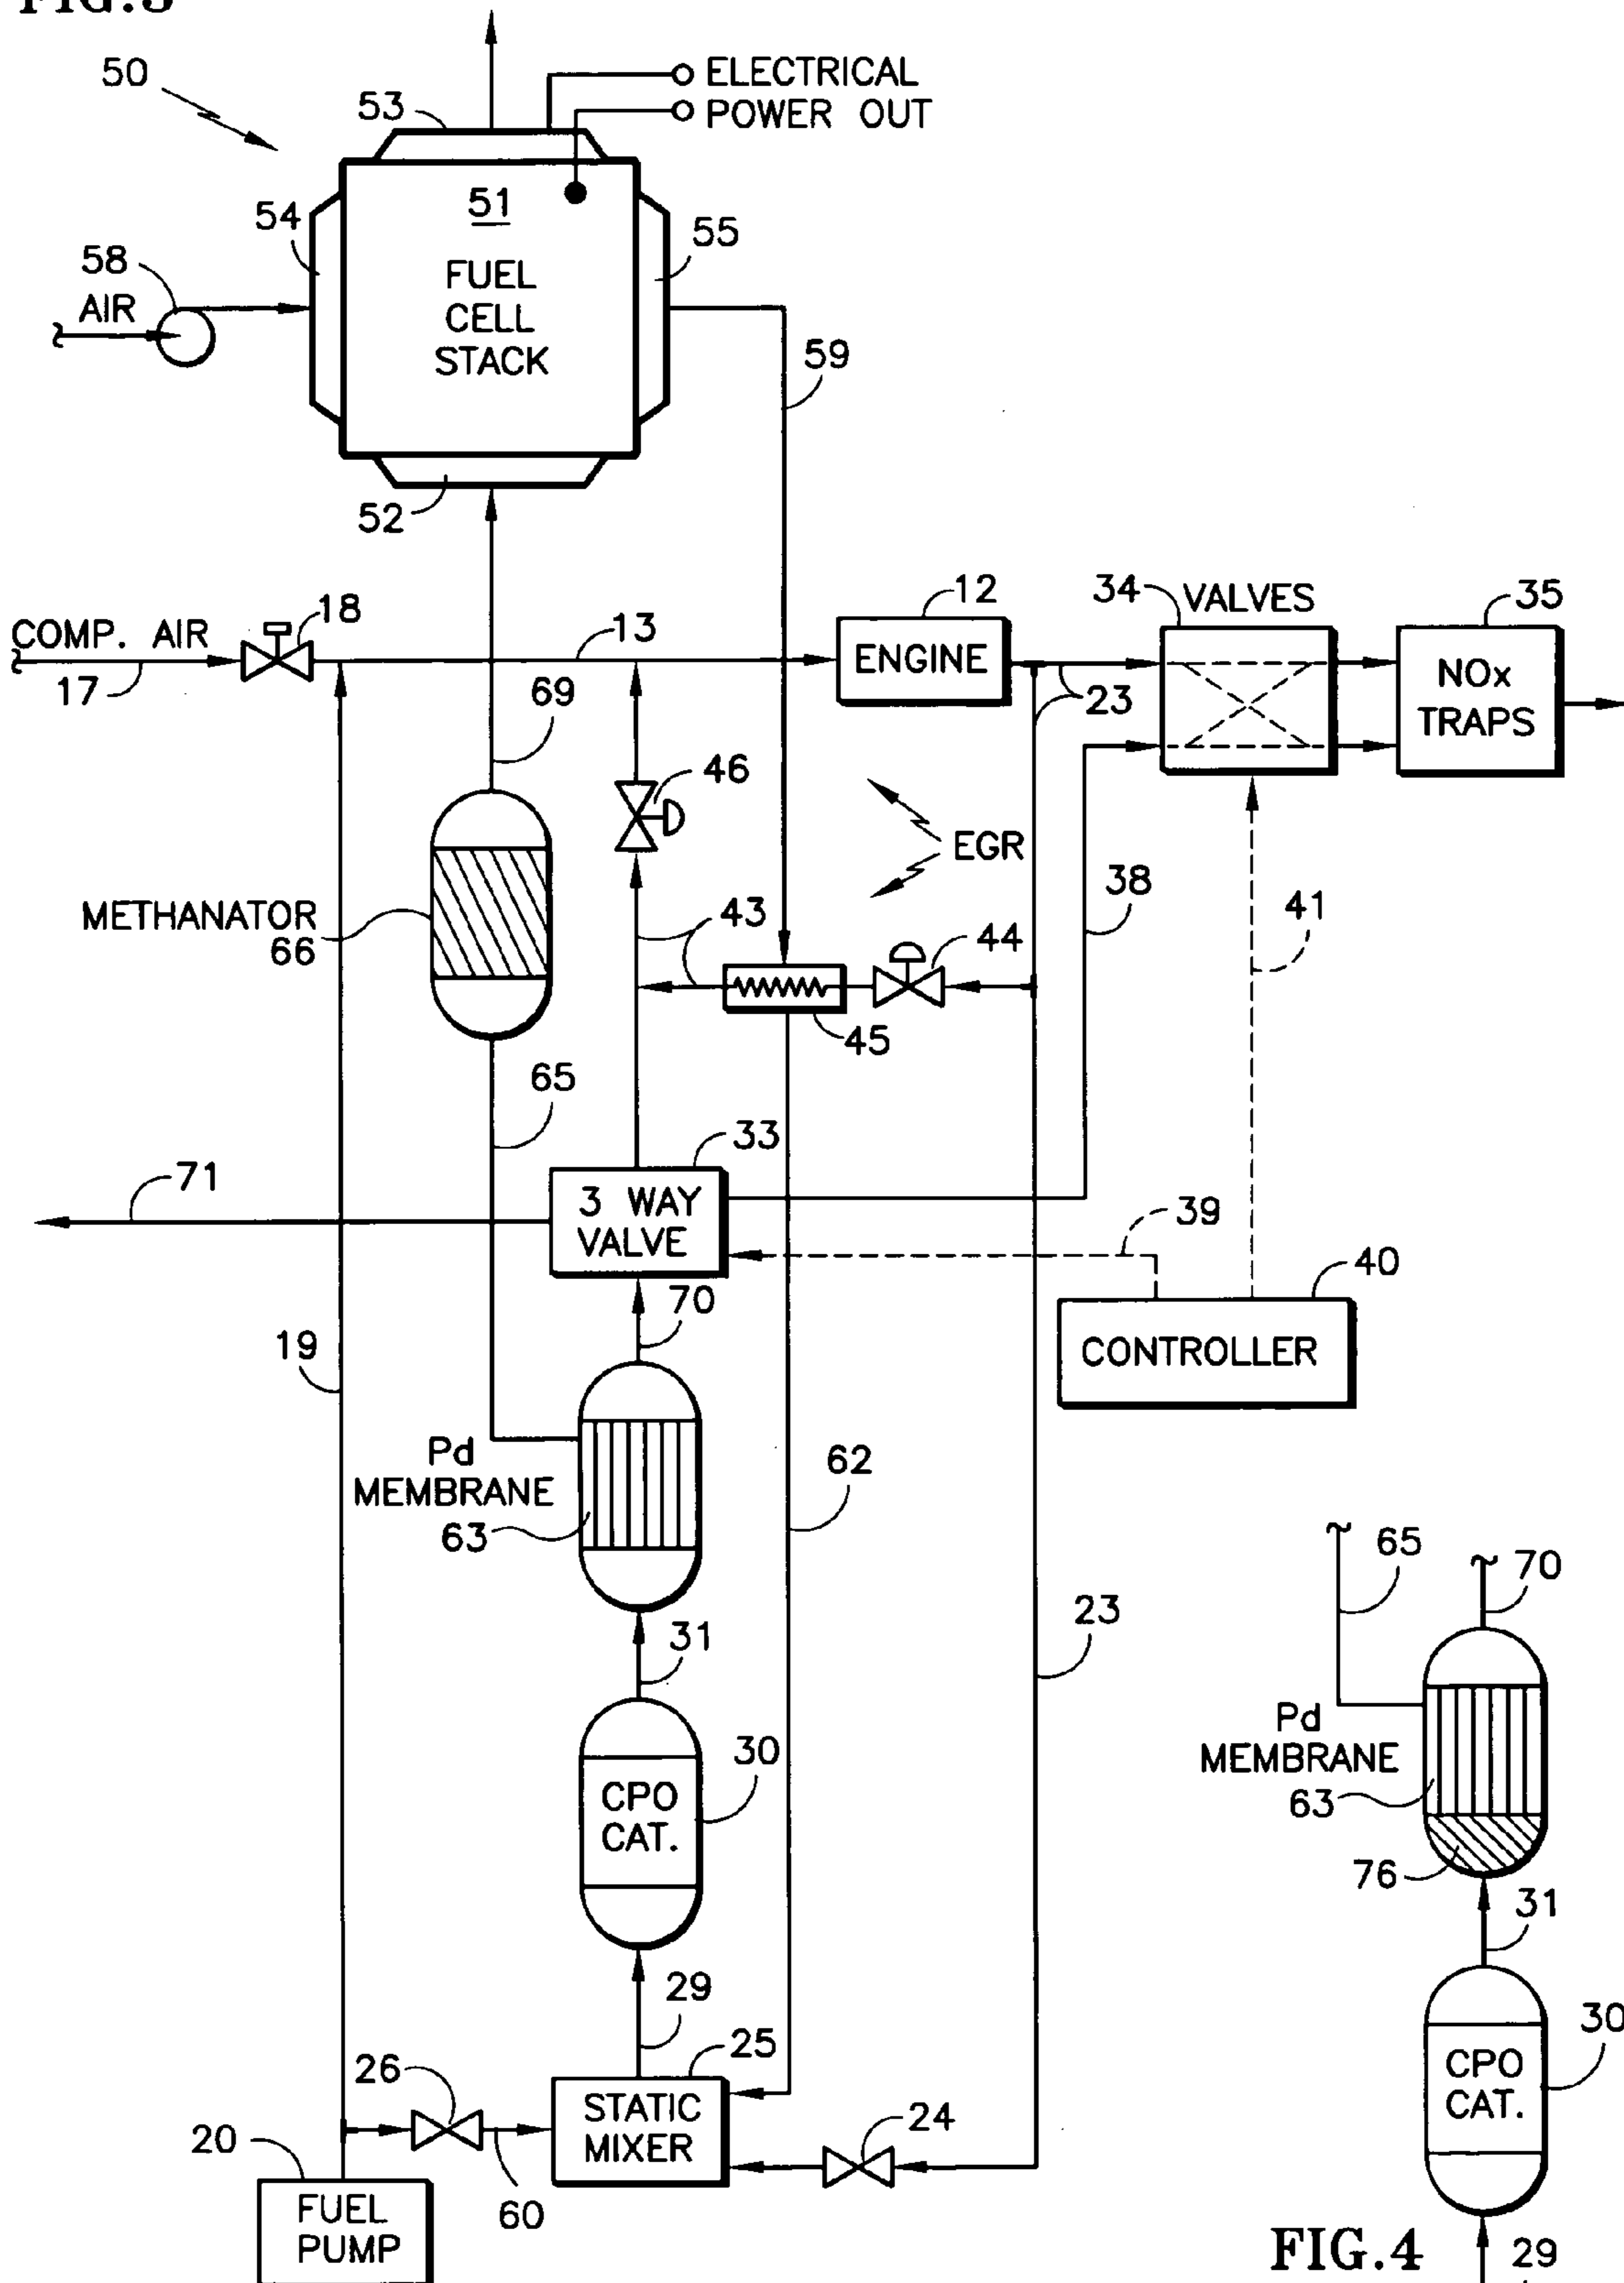 FIG.3
50
53
ELECTRICAL
POWER OUT
54
51
55
58
AIR
FUEL
CELL
STACK
59
52
COMP. AIR
18
13
12
34
VALVES
35
17
69
ENGINE
23
NOx
TRAPS
46
EGR
38
41
METHANATOR
66
43
44
45
65
33
71
3 WAY
VALVE
39
40
70
19
CONTROLLER
Pd
MEMBRANE
63
62
65
70
31
23
Pd
MEMBRANE
63
30
CPO
CAT.
76
31
29
25
30
26
STATIC
MIXER
24
CPO
CAT.
20
60
FUEL
PUMP
FIG.4
29